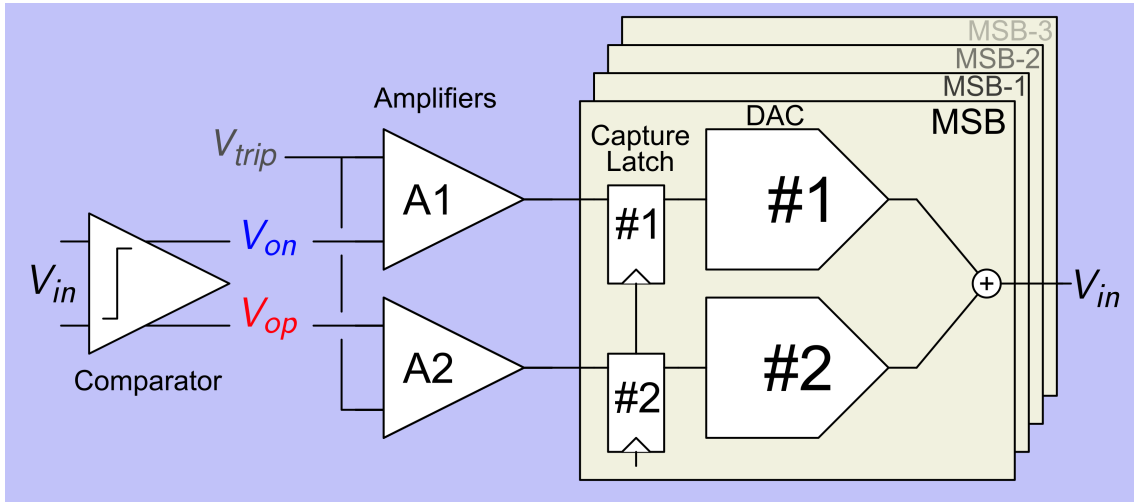 MSB-3
MSB-2
MSB-1
MSB
Amplifiers
DAC
Capture
Latch
Vtrip
A1
#1
#1
Von
Vin
Vin
Vop
+
Comparator
A2
#2
#2